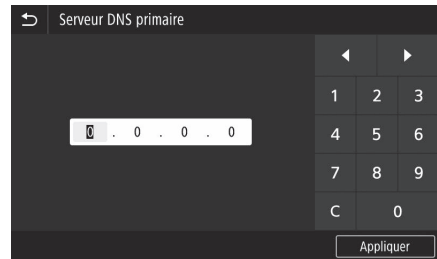 Serveur DNS primaire
0 . 0 . 0 . 0
1 2 3
4 5 6
7 8 9
C 0
Appliquer